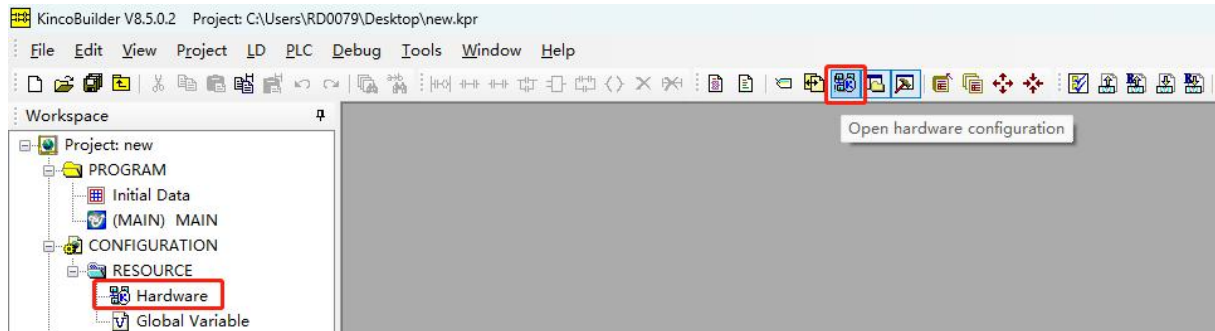 KincoBuilder V8.5.0.2 Project: C:\Users\RD0079\Desktop\new.kpr
File Edit View Project LD PLC Debug Tools Window Help
Workspace
Open hardware configuration
Project: new
PROGRAM
Initial Data
(MAIN) MAIN
CONFIGURATION
RESOURCE
Hardware
Global Variable